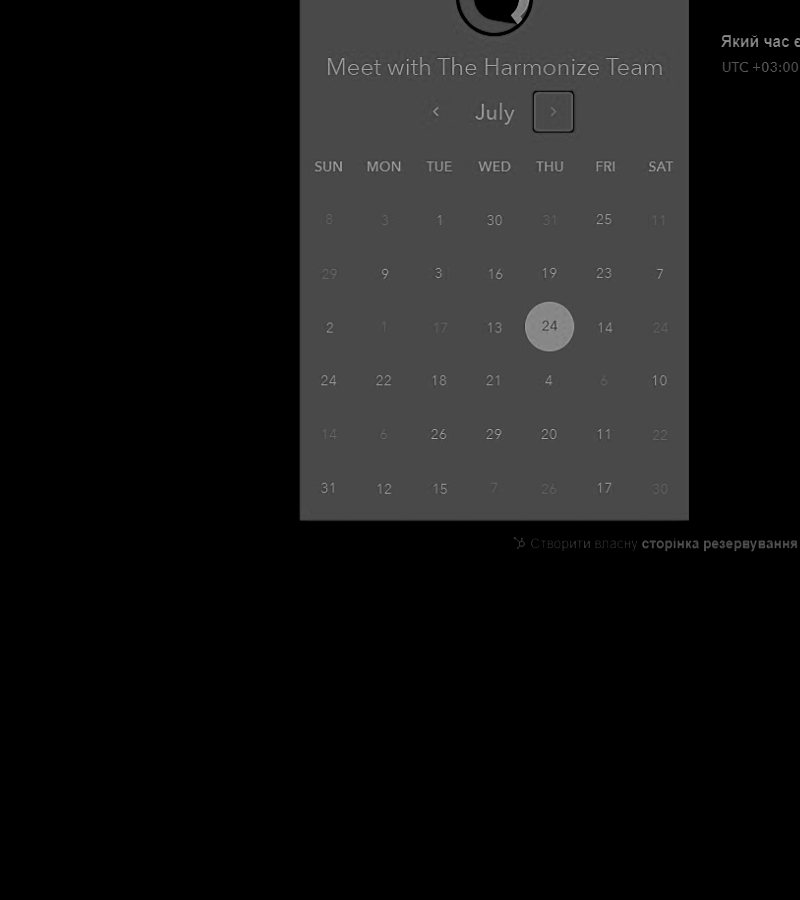 Який час є
Meet with The Harmonize Team
UTC +03:00
July
SUN MON TUE WED THU FRI SAT
8 3 1 30 31 25 11
29 9 3 16 19 23 7
2 1 17 13 24 14 24
24 22 18 21 4 6 10
14 6 26 29 20 11 22
31 12 15 7 26 17 30
Створити власну сторінка резервування